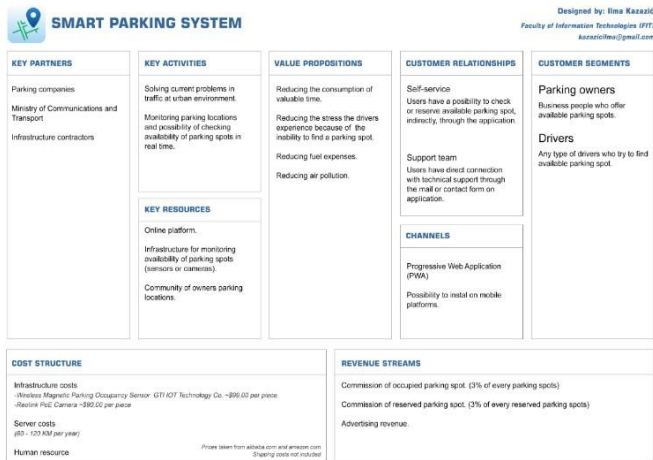 SMART PARKING SYSTEM
Designed by: Ilma Kazazić
Faculty of Information Technologies (FIT)
kazazicilma@gmail.com
KEY PARTNERS
Parking companies
Ministry of Communications and
Transport
Infrastructure contractors
KEY ACTIVITIES
Solving current problems in
traffic at urban environment.
Monitoring parking locations
and possibility of checking
availability of parking spots in
real time.
KEY RESOURCES
Online platform.
Infrastructure for monitoring
availability of parking spots
(sensors or cameras).
Community of owners parking
locations.
VALUE PROPOSITIONS
Reducing the consumption of
valuable time.
Reducing the stress the drivers
experience because of the
inability to find a parking spot.
Reducing fuel expenses.
Reducing air pollution.
CUSTOMER RELATIONSHIPS
Self-service
Users have a posibility to check
or reserve available parking spot,
indirectly, through the application.
Support team
Users have direct connection
with technical support through
the mail or contact form on
application.
CHANNELS
Progressive Web Application
(PWA)
Possibility to instal on mobile
platforms.
CUSTOMER SEGMENTS
Parking owners
Business people who offer
available parking spots.
Drivers
Any type of drivers who try to find
available parking spot.
COST STRUCTURE
Infrastructure costs
-Wireless Magnetic Parking Occupancy Sensor GTI IOT Technology Co. ~$99,00 per piece
-Reolink PoE Camera ~$90.00 per piece
Server costs
(60 - 120 KM per year)
Human resource
Prices taken from alibaba.com and amazon.com
Shipping costs not included
REVENUE STREAMS
Commission of occupied parking spot. (3% of every parking spots)
Commission of reserved parking spot. (3% of every reserved parking spots)
Advertising revenue.